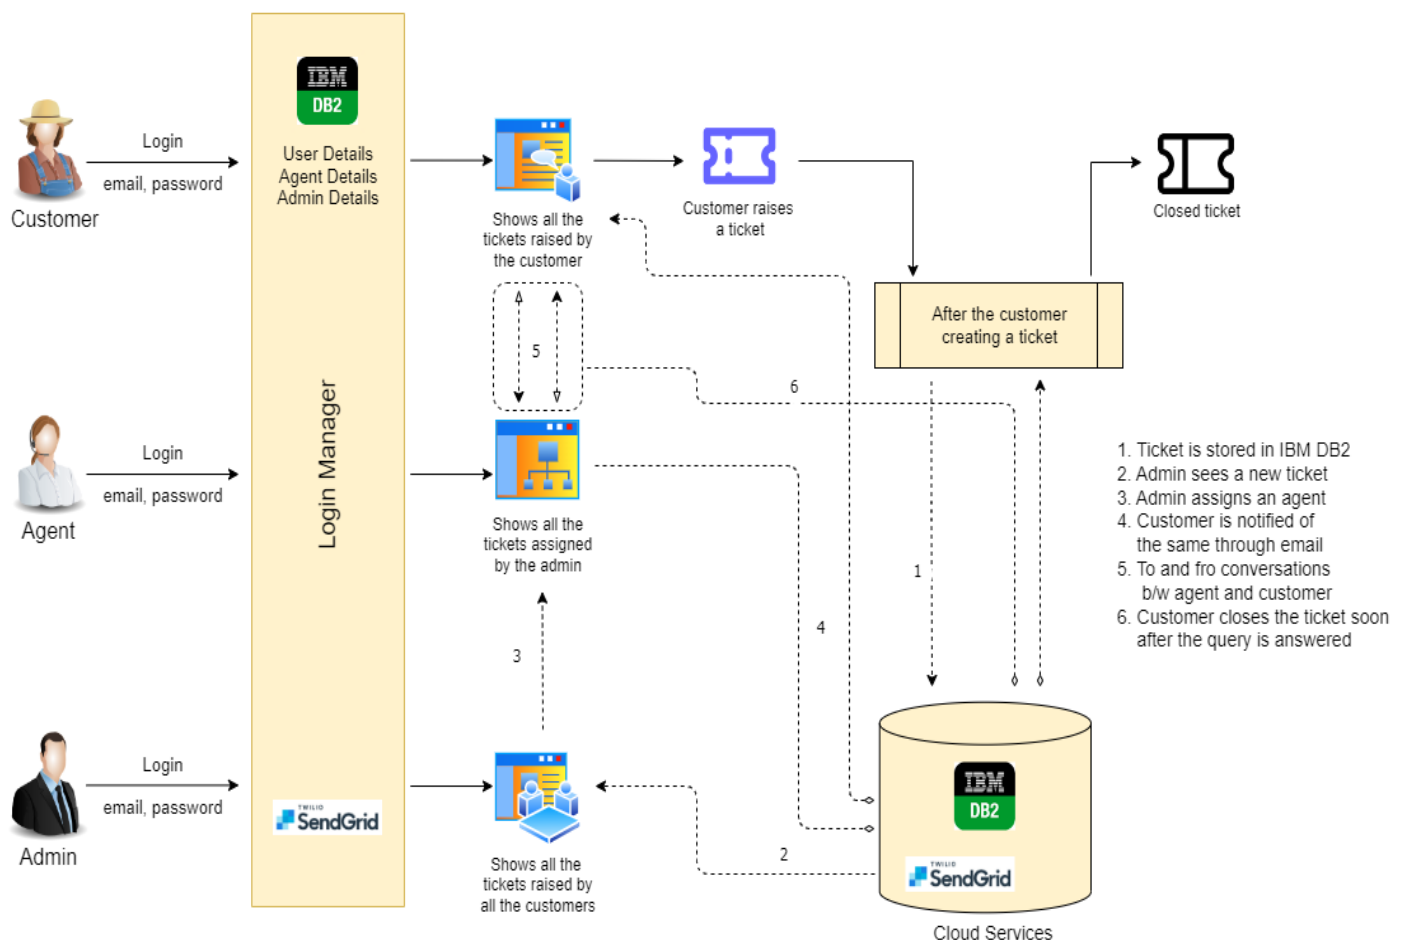 IBM
DB2
Login
email, password
Customer
User Details
Agent Details
Admin Details
Shows all the
tickets raised by
the customer
Customer raises
a ticket
Closed ticket
After the customer
creating a ticket
5
6
Login Manager
Login
email, password
Agent
Shows all the
tickets assigned
by the admin
1. Ticket is stored in IBM DB2
2. Admin sees a new ticket
3. Admin assigns an agent
4. Customer is notified of
the same through email
5. To and fro conversations
b/w agent and customer
6. Customer closes the ticket soon
after the query is answered
1
4
3
Login
email, password
Admin
TWILIO
SendGrid
Shows all the
tickets raised by
all the customers
2
IBM
DB2
TWILIO
SendGrid
Cloud Services